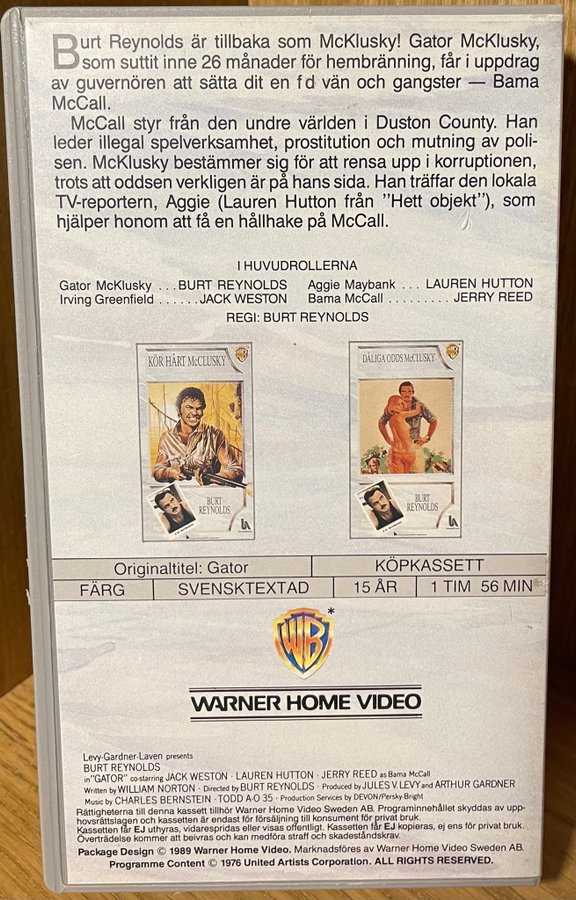 Burt Reynolds är tillbaka som McKlusky! Gator McKlusky,
som suttit inne 26 månader för hembränning, får i uppdrag
av guvernören att sätta dit en fd vän och gangster — Bama
McCall.
McCall styr från den undre världen i Duston County. Han
leder illegal spelverksamhet, prostitution och mutning av poli-
sen. McKlusky bestämmer sig för att rensa upp i korruptionen,
trots att oddsen verkligen är på hans sida. Han träffar den lokala
TV-reportern, Aggie (Lauren Hutton från "Hett objekt"), som
hjälper honom att få en hållhake på McCall.
I HUVUDROLLERNA
Gator McKlusky . . . BURT REYNOLDS Aggie Maybank . . . LAUREN HUTTON
Irving Greenfield . . . . . . JACK WESTON Bama McCall . . . . . . . . . JERRY REED
REGI: BURT REYNOLDS
KÖR HÅRT McCLUSKY
BURT
REYNOLDS
DÅLIGA ODDS McCLUSKY
BURT
REYNOLDS
Originaltitel: Gator KÖPKASSETT
FÄRG SVENSKTEXTAD 15 ÅR 1 TIM 56 MIN
WB *
WARNER HOME VIDEO
Levy-Gardner-Laven presents
BURT REYNOLDS
in "GATOR" co-starring JACK WESTON · LAUREN HUTTON · JERRY REED as Bama McCall
Written by WILLIAM NORTON · Directed by BURT REYNOLDS · Produced by JULES V. LEVY and ARTHUR GARDNER
Music by CHARLES BERNSTEIN · TODD A-O 35 · Production Services by DEVON/Persky-Bright
Rättigheterna till denna kassett tillhör Warner Home Video Sweden AB. Programinnehållet skyddas av upp-
hovsrättslagen och kassetten är endast för försäljning till konsument för privat bruk.
Kassetten får EJ uthyras, vidarespridas eller visas offentligt. Kassetten får EJ kopieras, ej ens för privat bruk.
Överträdelse kommer att beivras och kan medföra straff och skadeståndskrav.
Package Design © 1989 Warner Home Video. Marknadsföres av Warner Home Video Sweden AB.
Programme Content © 1976 United Artists Corporation. ALL RIGHTS RESERVED.